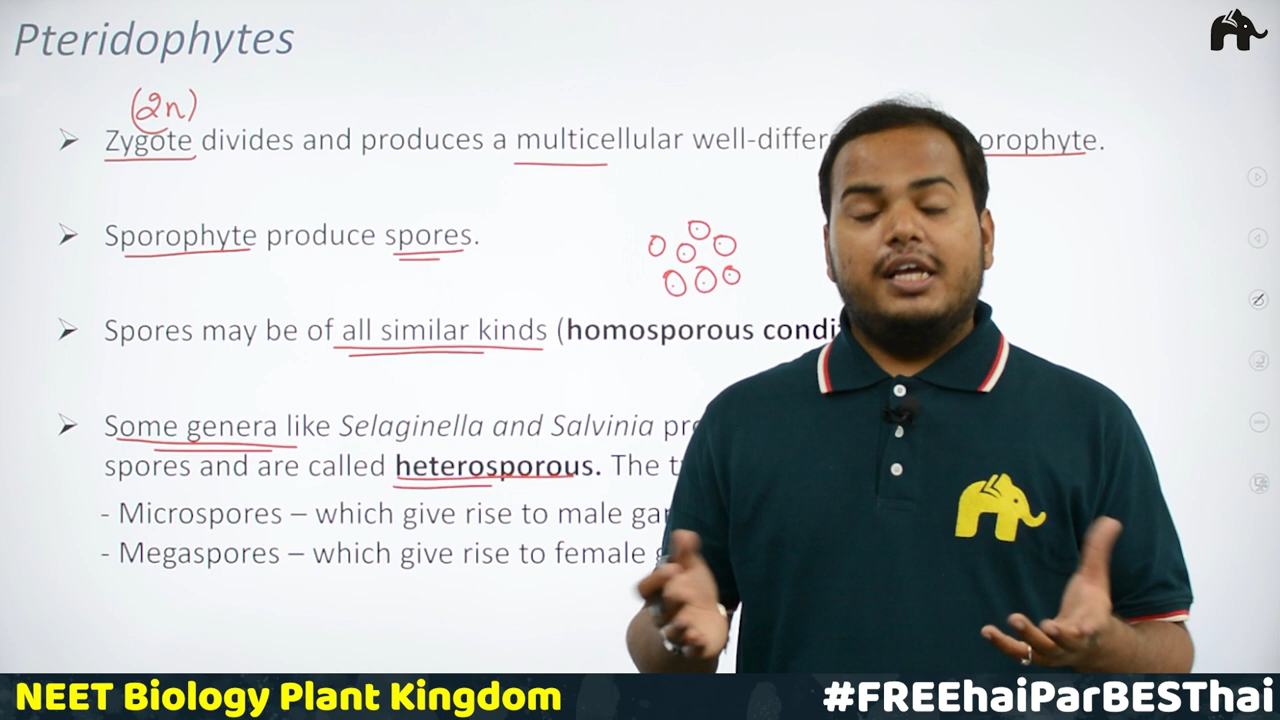 Pteridophytes
(2n)
Zygote divides and produces a multicellular well-differ orophyte.
Sporophyte produce spores.
Spores may be of all similar kinds (homosporous condi
Some genera like Selaginella and Salvinia pr
spores and are called heterosporous. The t
- Microspores – which give rise to male ga
- Megaspores – which give rise to female
NEET Biology Plant Kingdom
#FREEhaiParBESThai